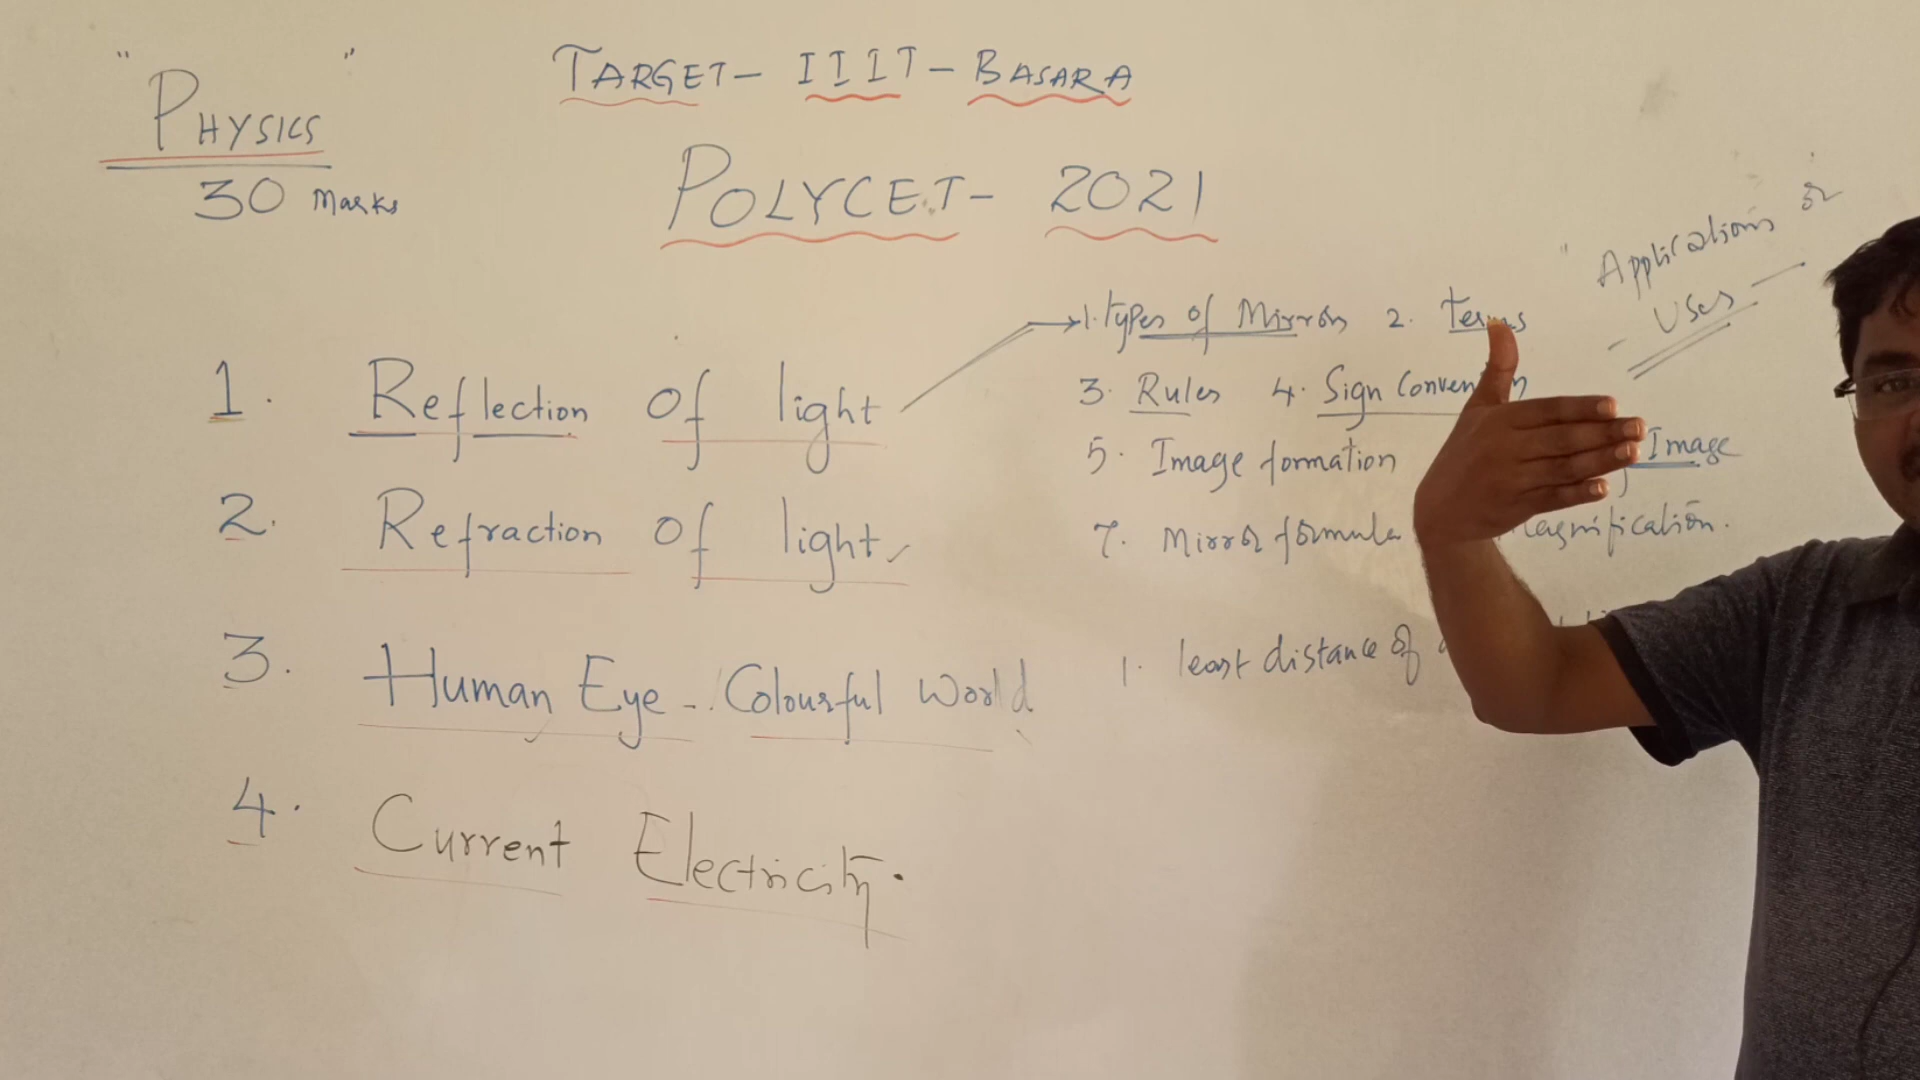 "PHYSICS"
30 Marks
TARGET- IIIT- BASARA
POLYCET- 2021
1. Reflection of light
2. Refraction of light
3. Human Eye - Colourful World
4. Current Electricity.
1. types of Mirrors 2. terms
3. Rules 4. Sign
5. Image formation Image
7. Mirror formula
1. least distance of
"Applications or
Uses